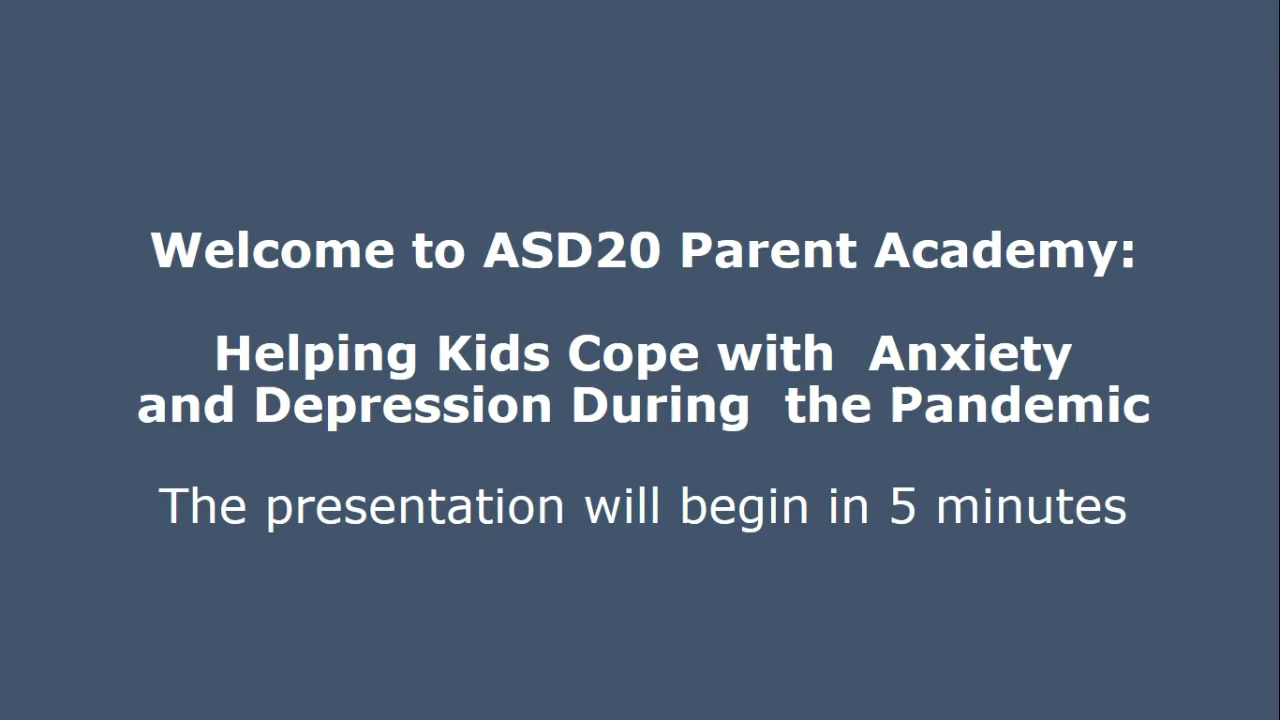 Welcome to ASD20 Parent Academy:
Helping Kids Cope with  Anxiety
and Depression During  the Pandemic
The presentation will begin in 5 minutes